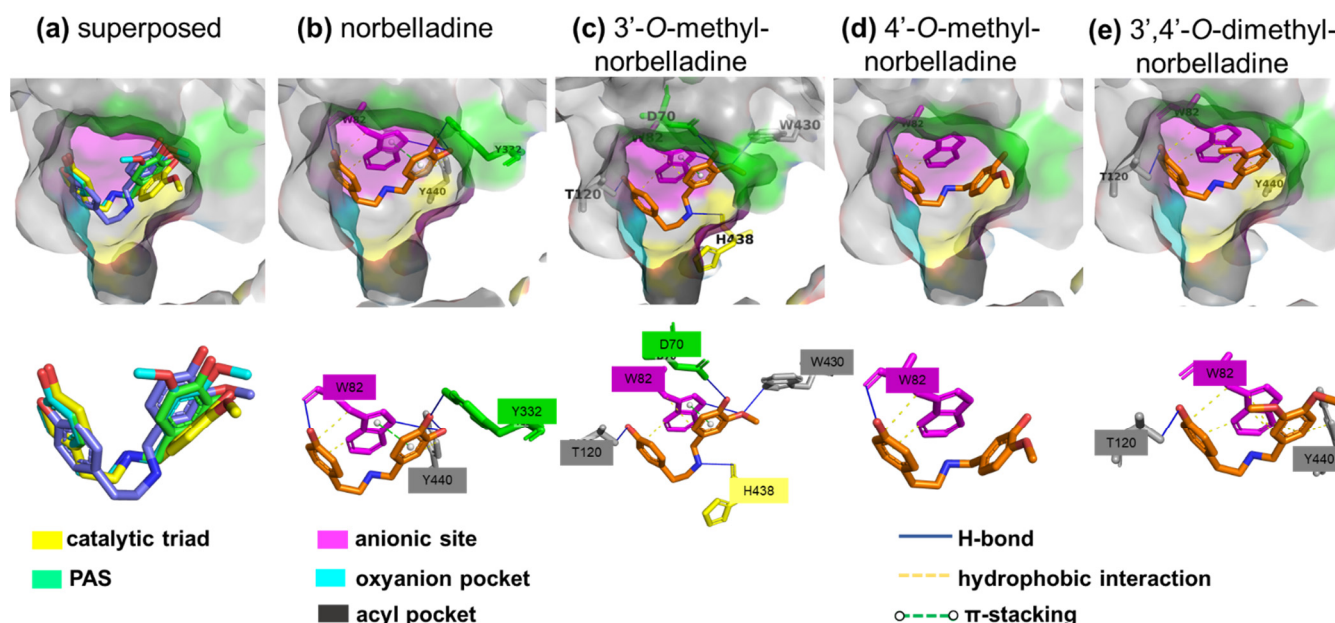 (a) superposed
(b) norbelladine
(c) 3'-O-methyl-
norbelladine
(d) 4'-O-methyl-
norbelladine
(e) 3',4'-O-dimethyl-
norbelladine
W82
Y332
Y440
D70
W82
W430
T120
H438
W82
W82
T120
Y440
W82
Y332
Y440
D70
W82
W430
T120
H438
W82
W82
T120
Y440
catalytic triad
PAS
anionic site
oxyanion pocket
acyl pocket
H-bond
hydrophobic interaction
π-stacking